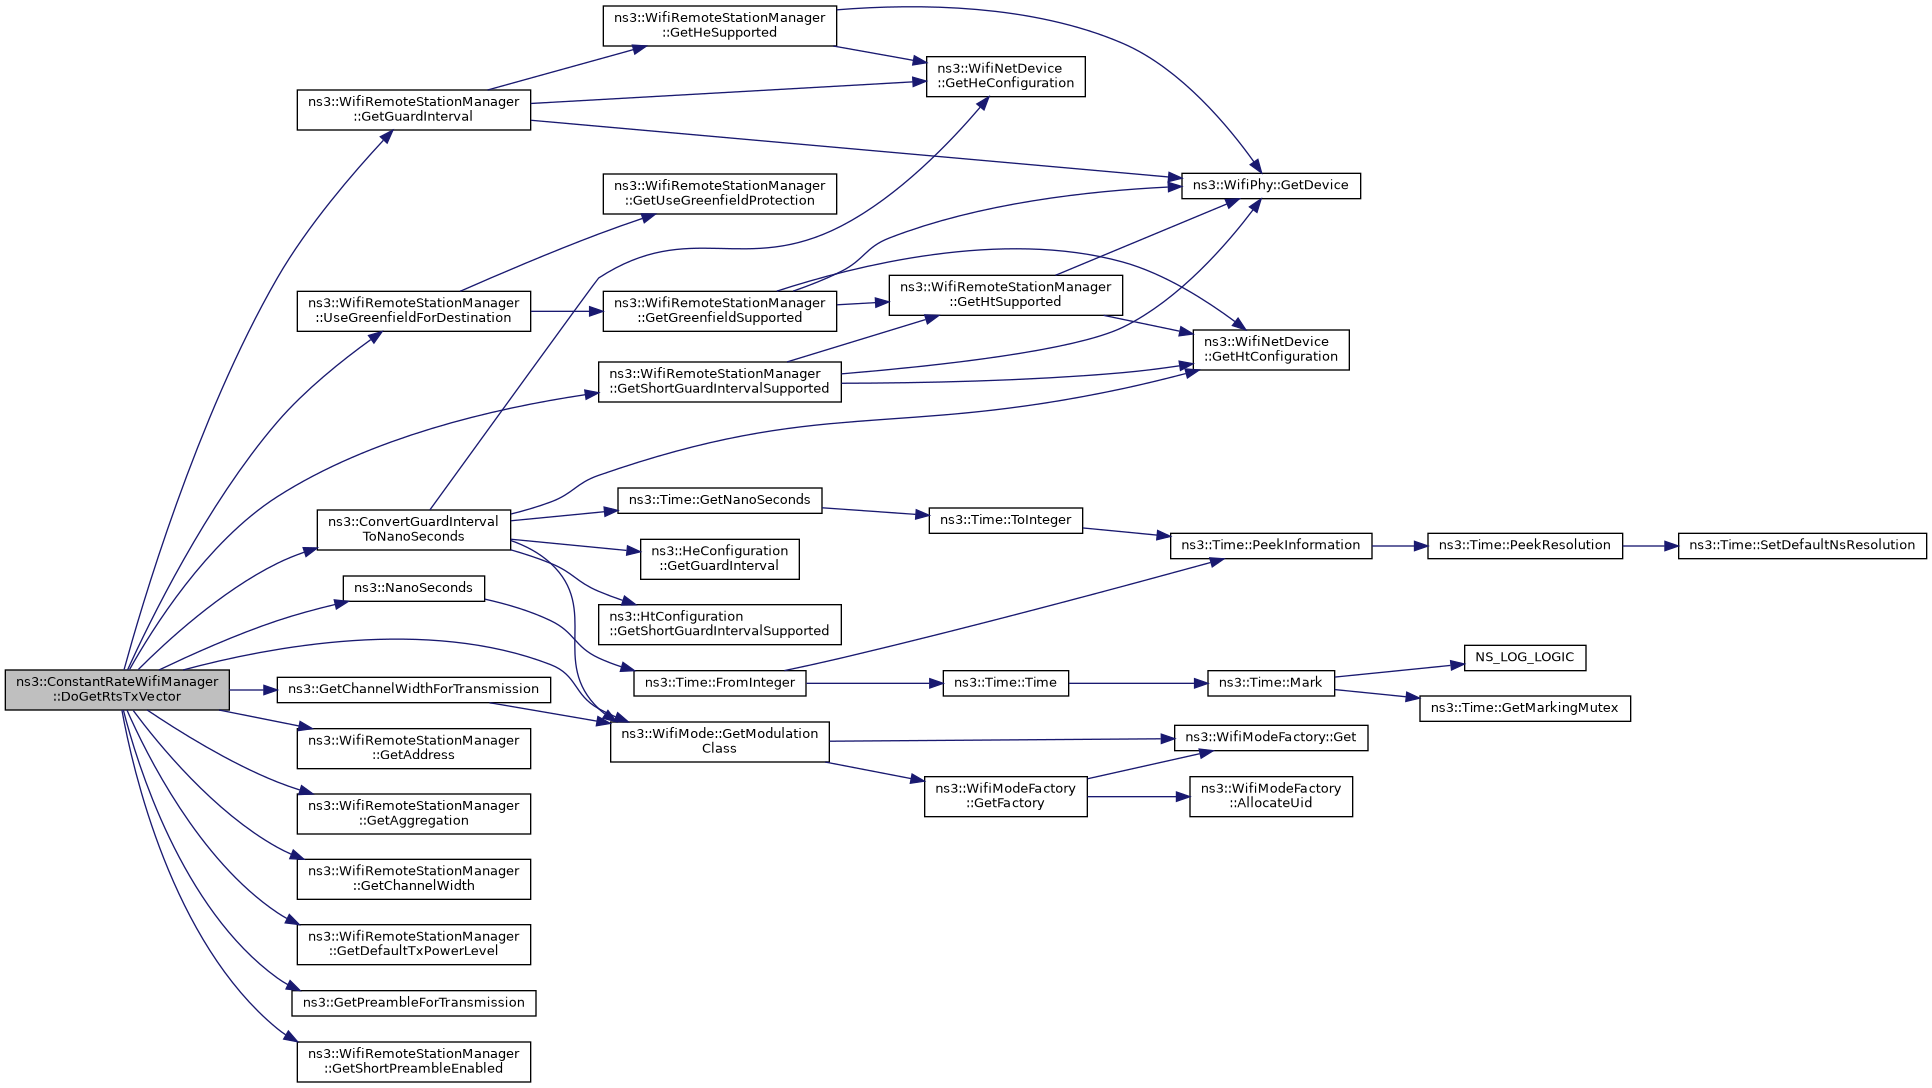 ns3::WifiRemoteStationManager
::GetHeSupported
ns3::WifiNetDevice
::GetHeConfiguration
ns3::WifiRemoteStationManager
::GetGuardInterval
ns3::WifiPhy::GetDevice
ns3::WifiRemoteStationManager
::GetUseGreenfieldProtection
ns3::WifiRemoteStationManager
::UseGreenfieldForDestination
ns3::WifiRemoteStationManager
::GetGreenfieldSupported
ns3::WifiRemoteStationManager
::GetHtSupported
ns3::WifiNetDevice
::GetHtConfiguration
ns3::WifiRemoteStationManager
::GetShortGuardIntervalSupported
ns3::ConvertGuardInterval
ToNanoSeconds
ns3::Time::GetNanoSeconds
ns3::Time::ToInteger
ns3::Time::PeekInformation
ns3::Time::PeekResolution
ns3::Time::SetDefaultNsResolution
ns3::HeConfiguration
::GetGuardInterval
ns3::NanoSeconds
ns3::HtConfiguration
::GetShortGuardIntervalSupported
ns3::ConstantRateWifiManager
::DoGetRtsTxVector
ns3::GetChannelWidthForTransmission
ns3::Time::FromInteger
ns3::Time::Time
ns3::Time::Mark
NS_LOG_LOGIC
ns3::Time::GetMarkingMutex
ns3::WifiMode::GetModulation
Class
ns3::WifiModeFactory::Get
ns3::WifiModeFactory
::GetFactory
ns3::WifiModeFactory
::AllocateUid
ns3::WifiRemoteStationManager
::GetAddress
ns3::WifiRemoteStationManager
::GetAggregation
ns3::WifiRemoteStationManager
::GetChannelWidth
ns3::WifiRemoteStationManager
::GetDefaultTxPowerLevel
ns3::GetPreambleForTransmission
ns3::WifiRemoteStationManager
::GetShortPreambleEnabled